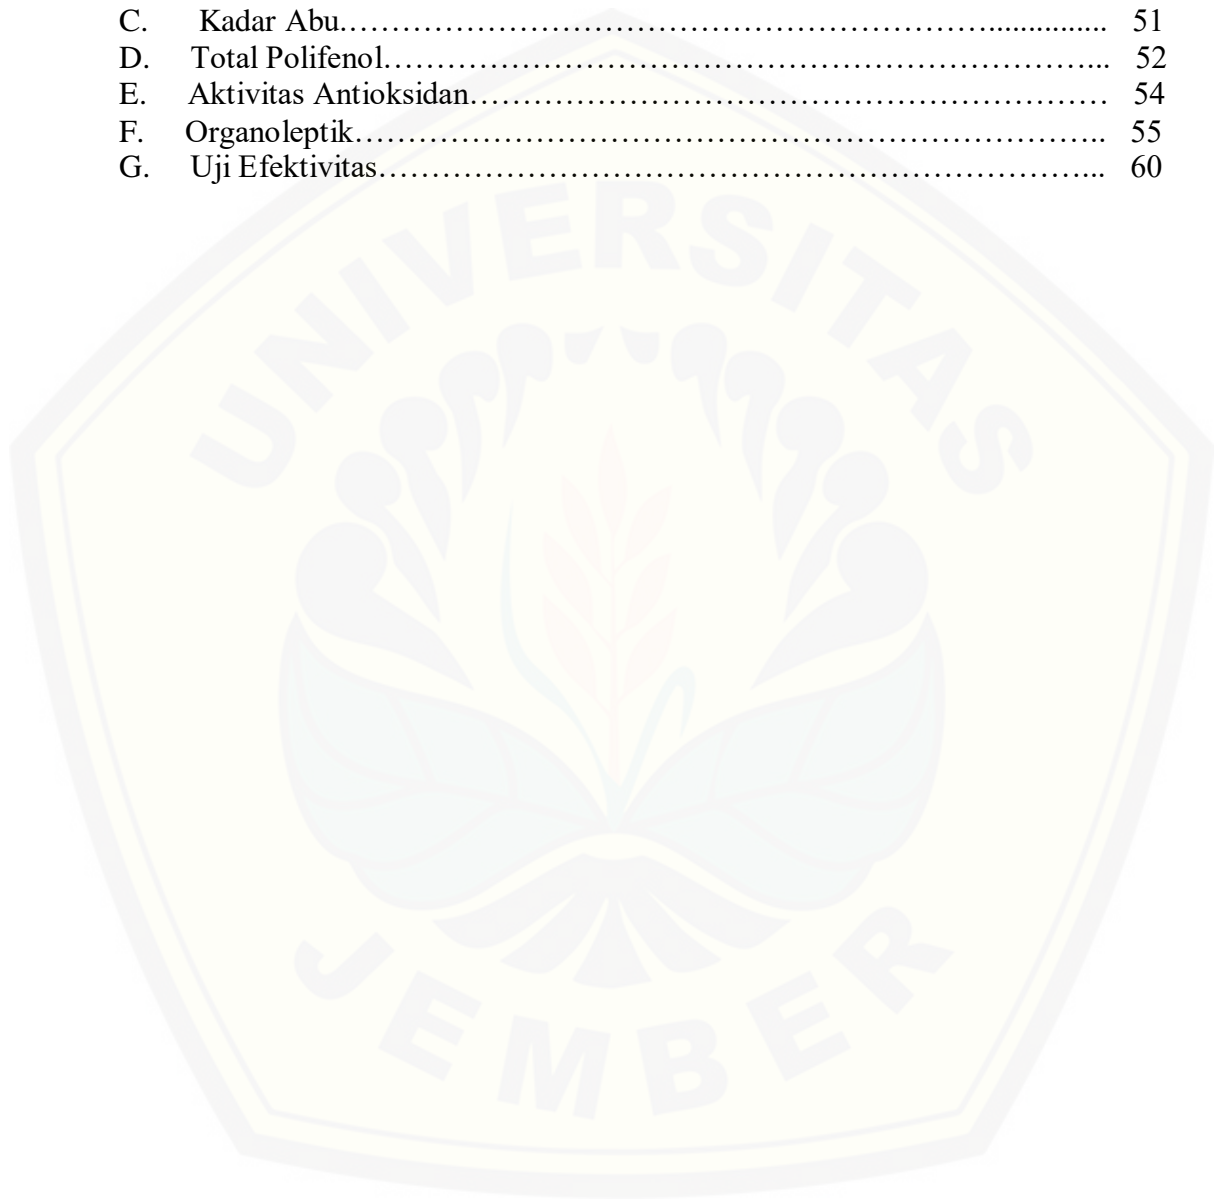 C. Kadar Abu……………………………………………………............... 51
D. Total Polifenol…………………………………………………………... 52
E. Aktivitas Antioksidan…………………………………………………… 54
F. Organoleptik…………………………………………………………….. 55
G. Uji Efektivitas…………………………………………………………... 60
UNIVERSITAS
JEMBER